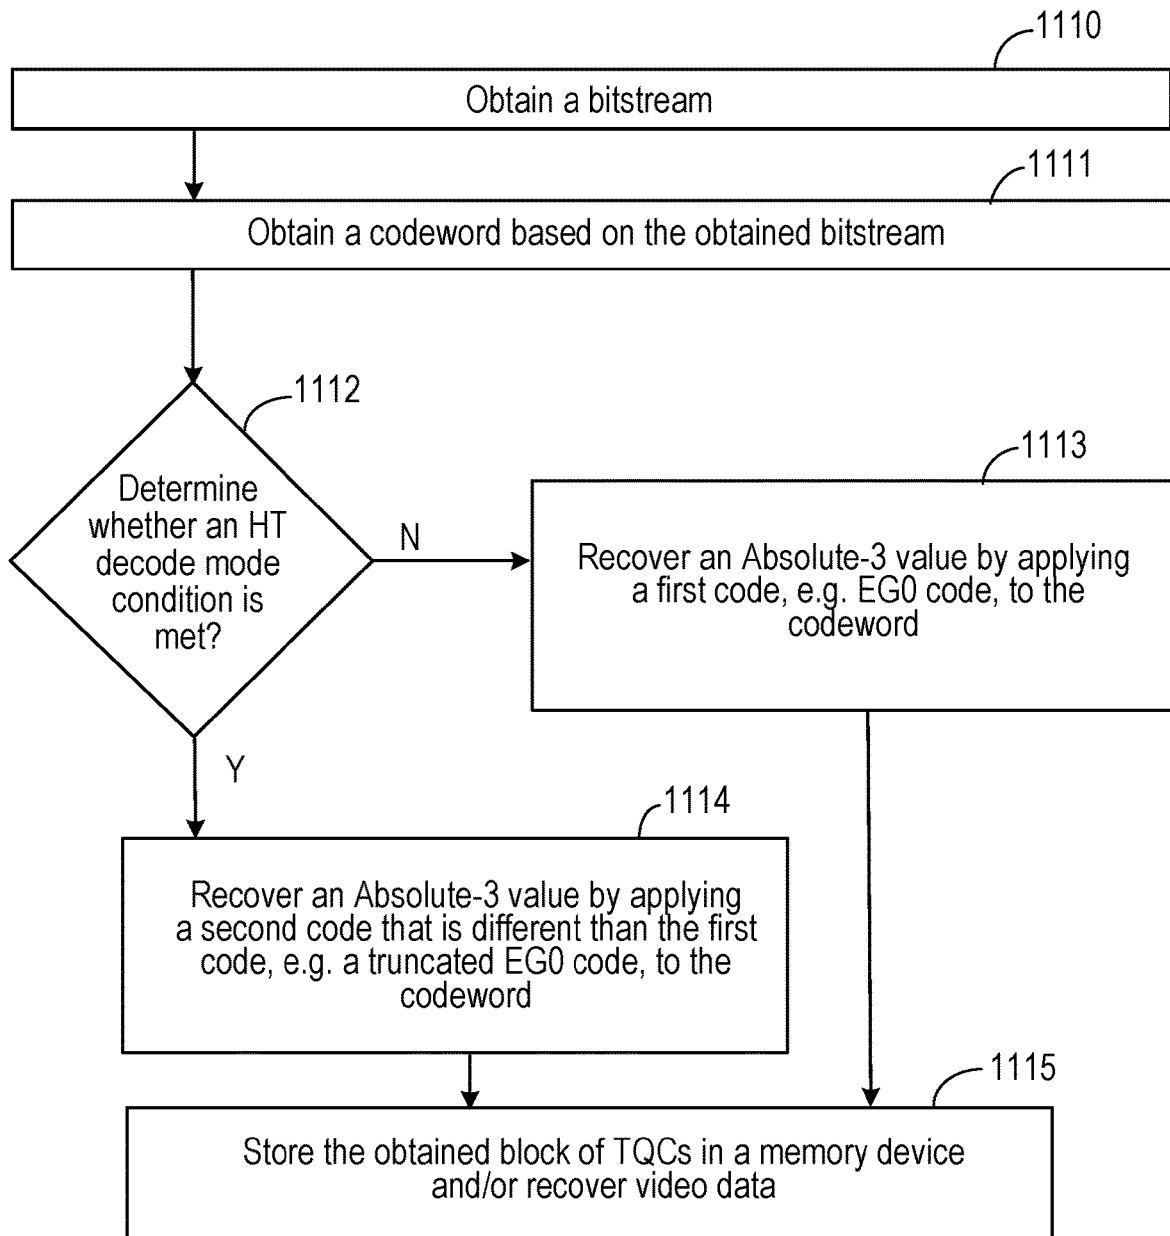 1110
Obtain a bitstream
1111
Obtain a codeword based on the obtained bitstream
1112
Determine
whether an HT
decode mode
condition is
met?
N
1113
Recover an Absolute-3 value by applying
a first code, e.g. EG0 code, to the
codeword
Y
1114
Recover an Absolute-3 value by applying
a second code that is different than the first
code, e.g. a truncated EG0 code, to the
codeword
1115
Store the obtained block of TQCs in a memory device
and/or recover video data